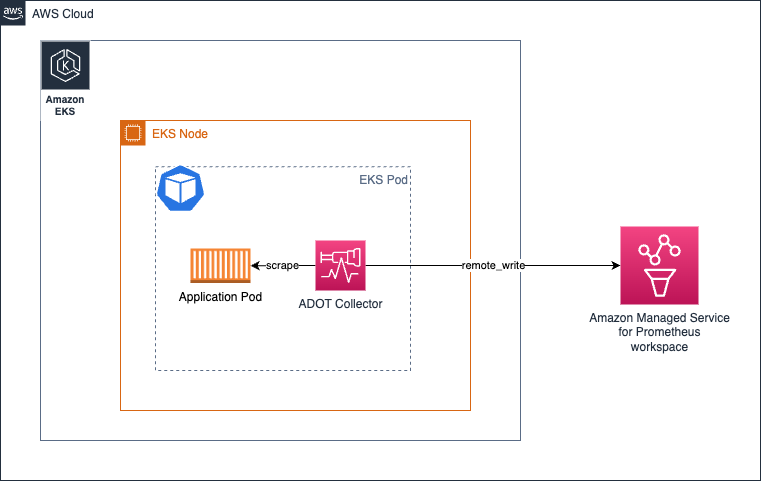 aws
AWS Cloud
Amazon
EKS
EKS Node
EKS Pod
scrape
remote_write
Application Pod
ADOT Collector
Amazon Managed Service
for Prometheus
workspace